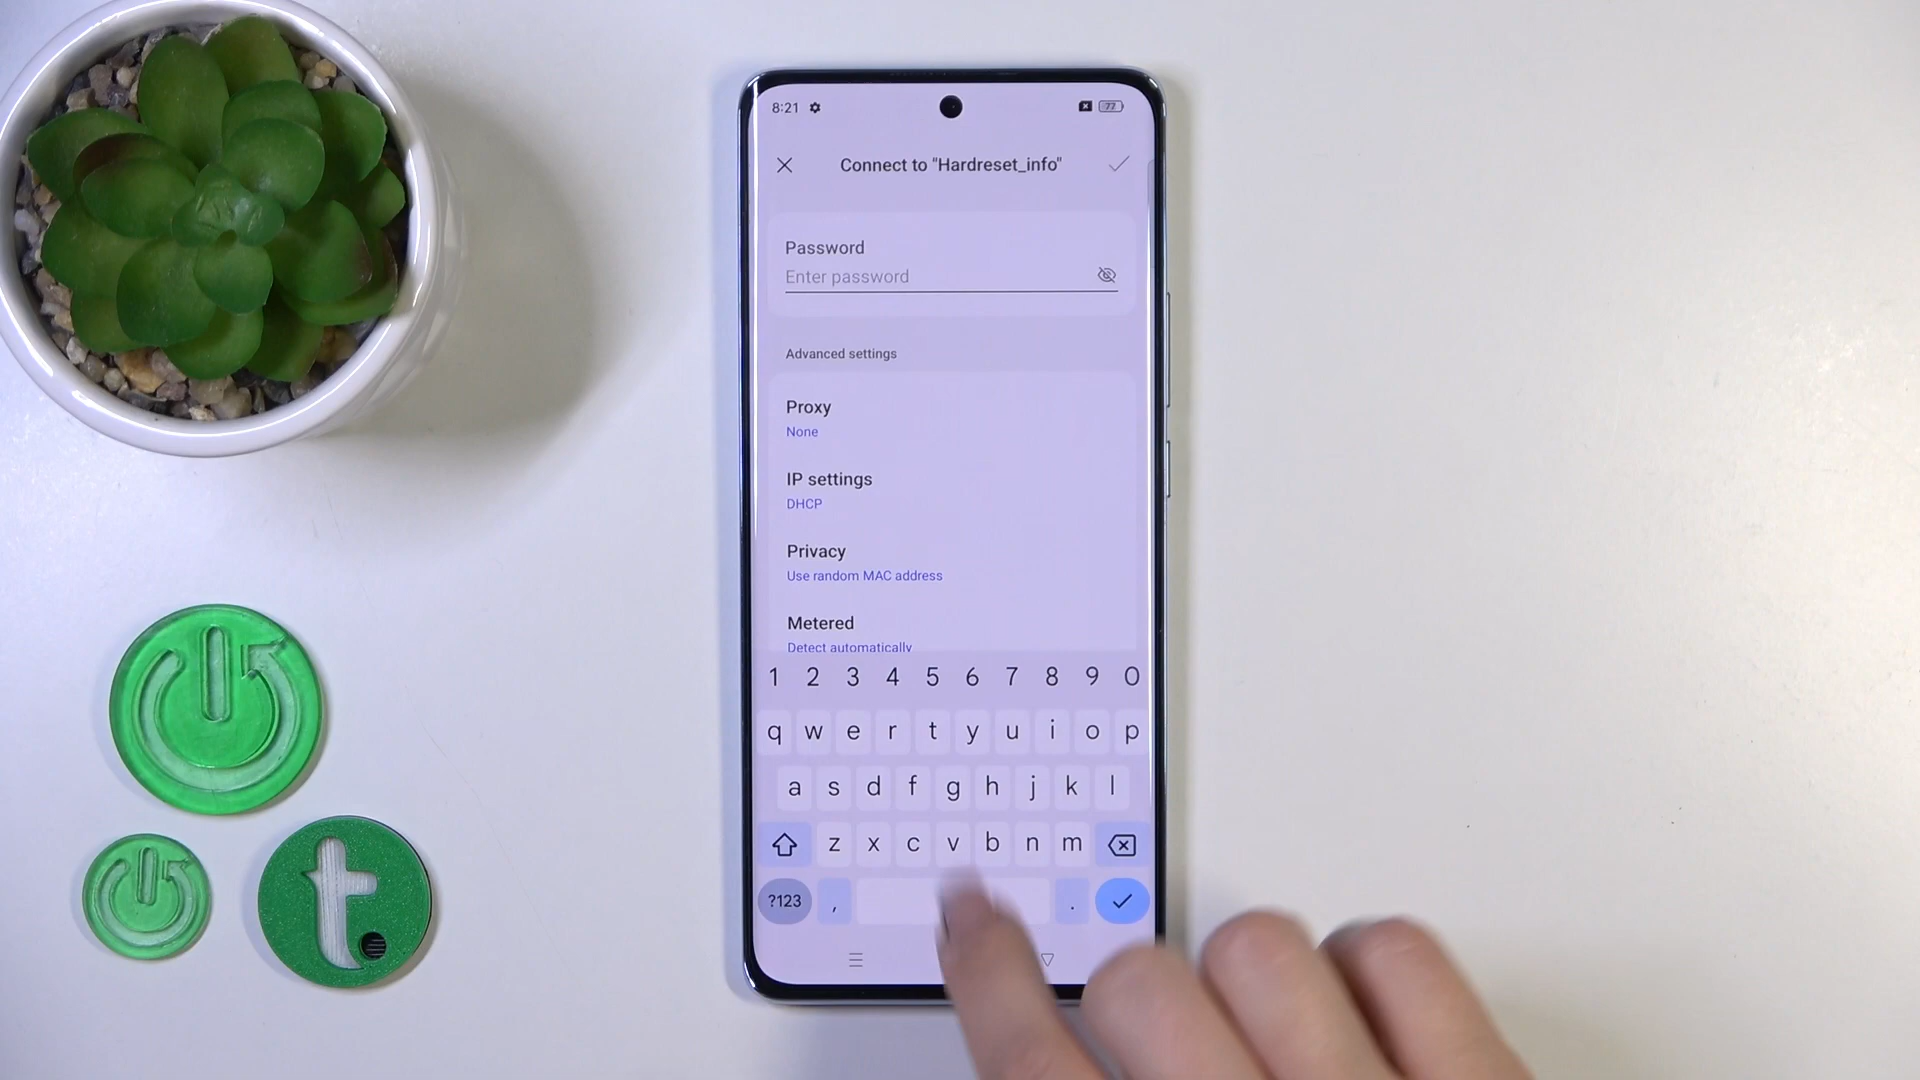 8:21 77
Connect to "Hardreset_info"
Password
Enter password
Advanced settings
Proxy
None
IP settings
DHCP
Privacy
Use random MAC address
Metered
Detect automatically
1 2 3 4 5 6 7 8 9 0
q w e r t y u i o p
a s d f g h j k l
z x c v b n m
?123 , .
t.